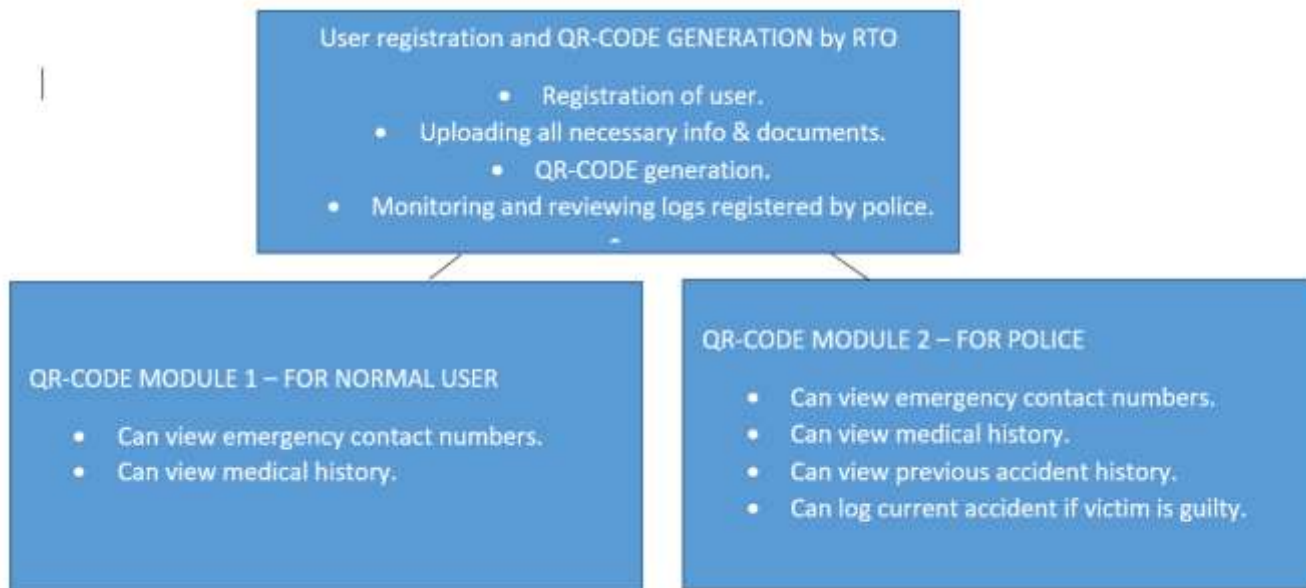 User registration and QR-CODE GENERATION by RTO
• Registration of user.
• Uploading all necessary info & documents.
• QR-CODE generation.
• Monitoring and reviewing logs registered by police.
-
QR-CODE MODULE 1 – FOR NORMAL USER
• Can view emergency contact numbers.
• Can view medical history.
QR-CODE MODULE 2 – FOR POLICE
• Can view emergency contact numbers.
• Can view medical history.
• Can view previous accident history.
• Can log current accident if victim is guilty.